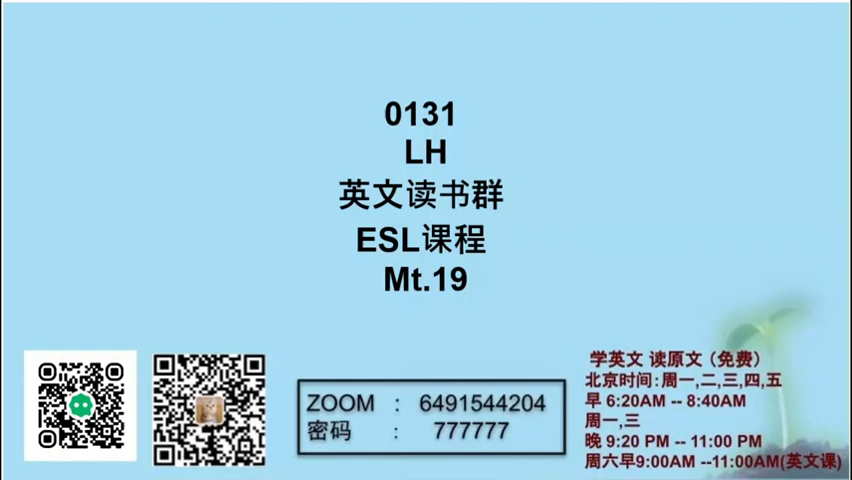 0131
LH
英文读书群
ESL课程
Mt.19
ZOOM : 6491544204
密码 : 777777
学英文 读原文 (免费)
北京时间:周一,二,三,四,五
早 6:20AM -- 8:40AM
周一,三
晚 9:20 PM -- 11:00 PM
周六早9:00AM --11:00AM(英文课)